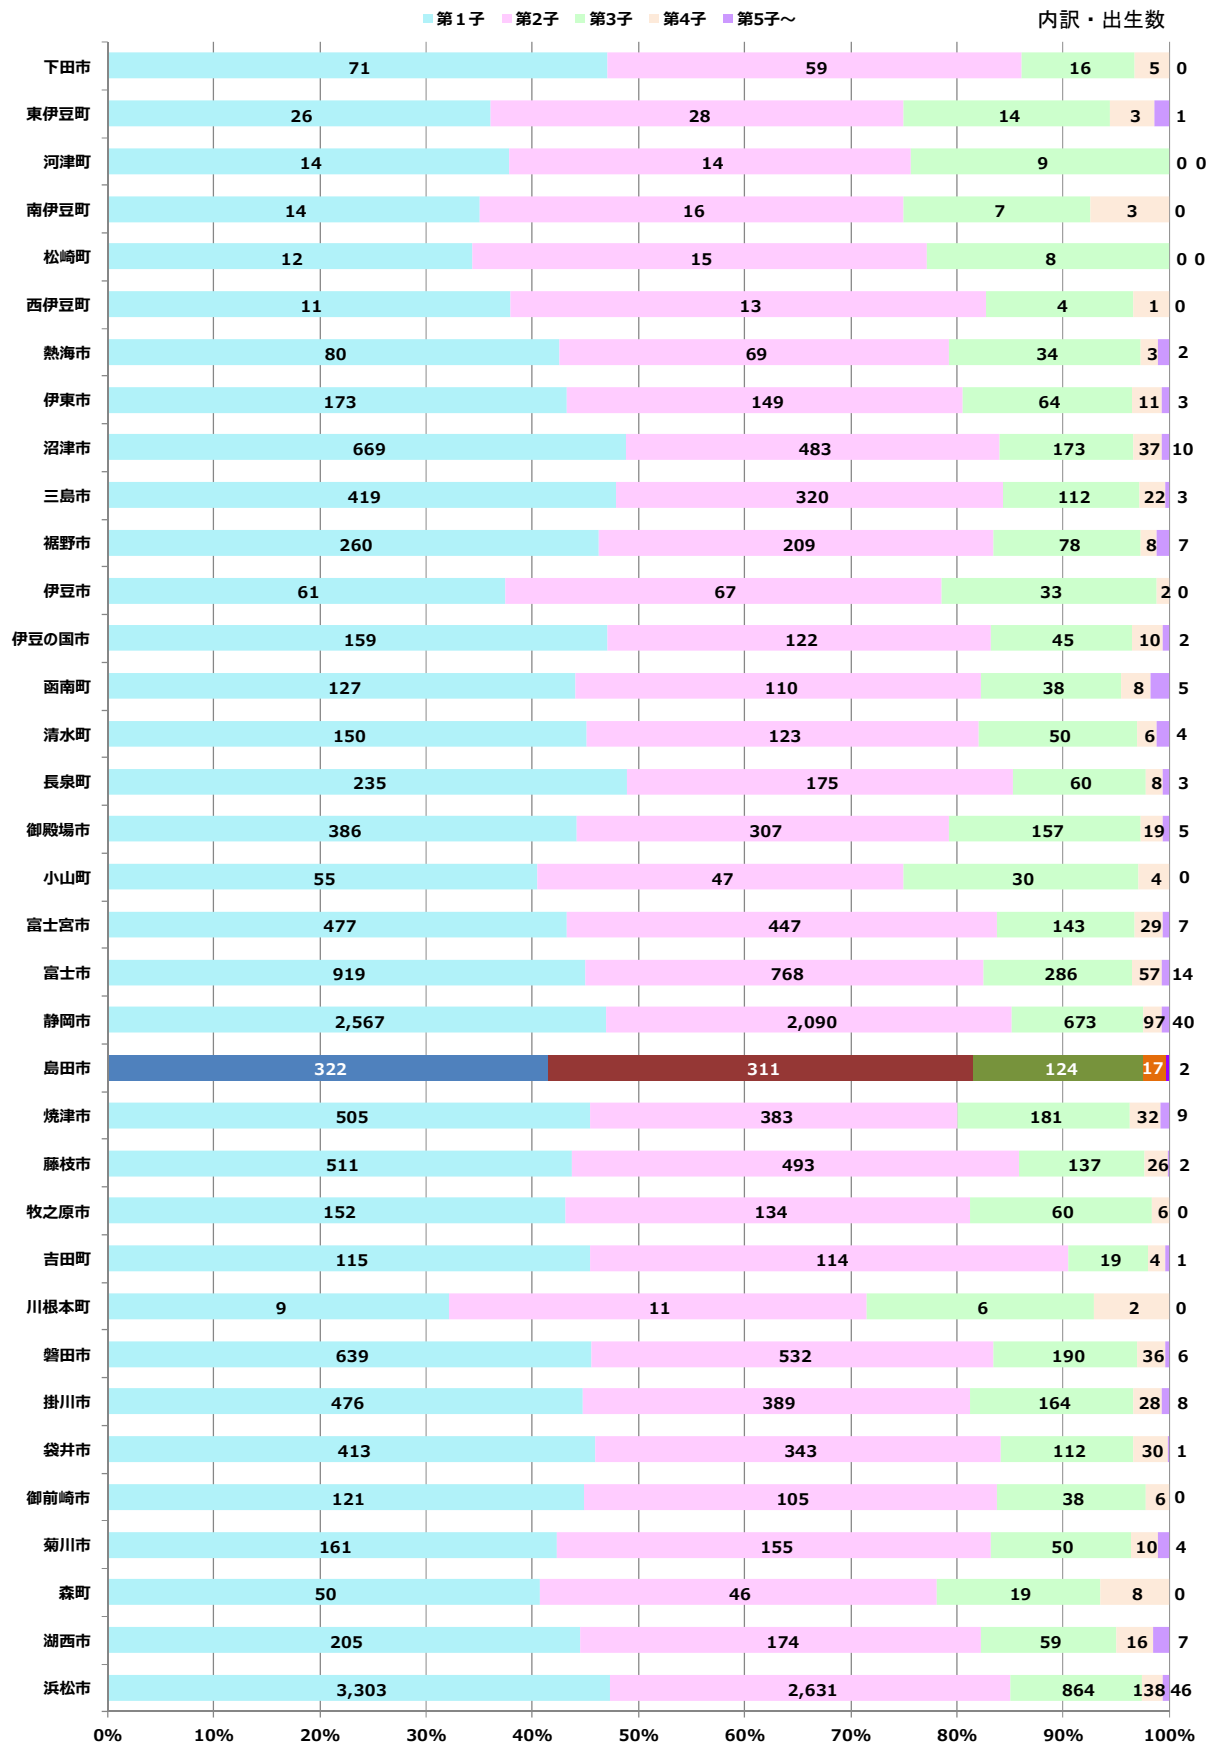 第１子 第2子 第3子 第4子 第5子～ 内訳・出生数
下田市 71 59 16 5 0
東伊豆町 26 28 14 3 1
河津町 14 14 9 0 0
南伊豆町 14 16 7 3 0
松崎町 12 15 8 0 0
西伊豆町 11 13 4 1 0
熱海市 80 69 34 3 2
伊東市 173 149 64 11 3
沼津市 669 483 173 37 10
三島市 419 320 112 22 3
裾野市 260 209 78 8 7
伊豆市 61 67 33 2 0
伊豆の国市 159 122 45 10 2
函南町 127 110 38 8 5
清水町 150 123 50 6 4
長泉町 235 175 60 8 3
御殿場市 386 307 157 19 5
小山町 55 47 30 4 0
富士宮市 477 447 143 29 7
富士市 919 768 286 57 14
静岡市 2,567 2,090 673 97 40
島田市 322 311 124 17 2
焼津市 505 383 181 32 9
藤枝市 511 493 137 26 2
牧之原市 152 134 60 6 0
吉田町 115 114 19 4 1
川根本町 9 11 6 2 0
磐田市 639 532 190 36 6
掛川市 476 389 164 28 8
袋井市 413 343 112 30 1
御前崎市 121 105 38 6 0
菊川市 161 155 50 10 4
森町 50 46 19 8 0
湖西市 205 174 59 16 7
浜松市 3,303 2,631 864 138 46
0% 10% 20% 30% 40% 50% 60% 70% 80% 90% 100%